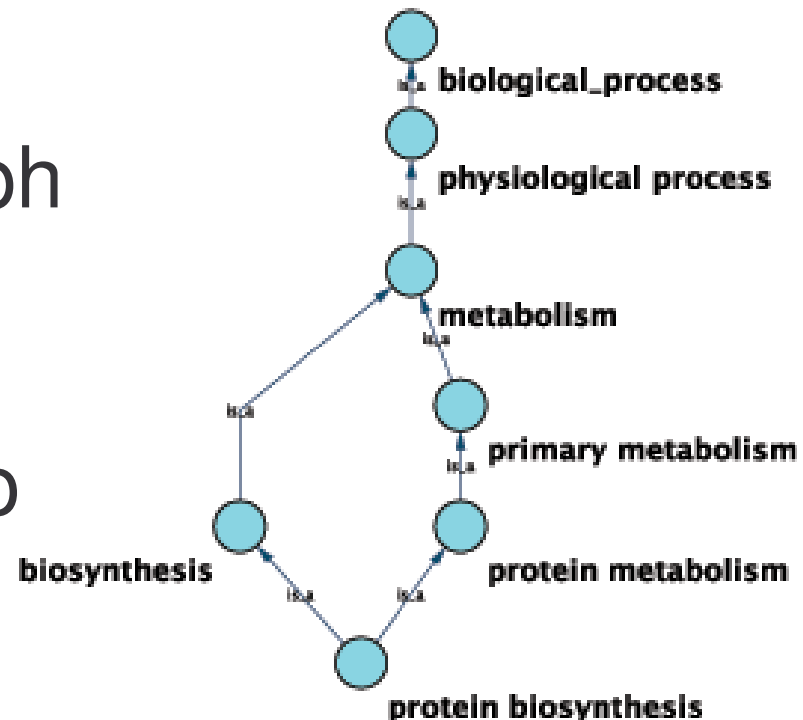 is_a
biological_process
ph
physiological process
is_a
metabolism
is_a
is_a
primary metabolism
is_a
biosynthesis
protein metabolism
is_a
is_a
protein biosynthesis